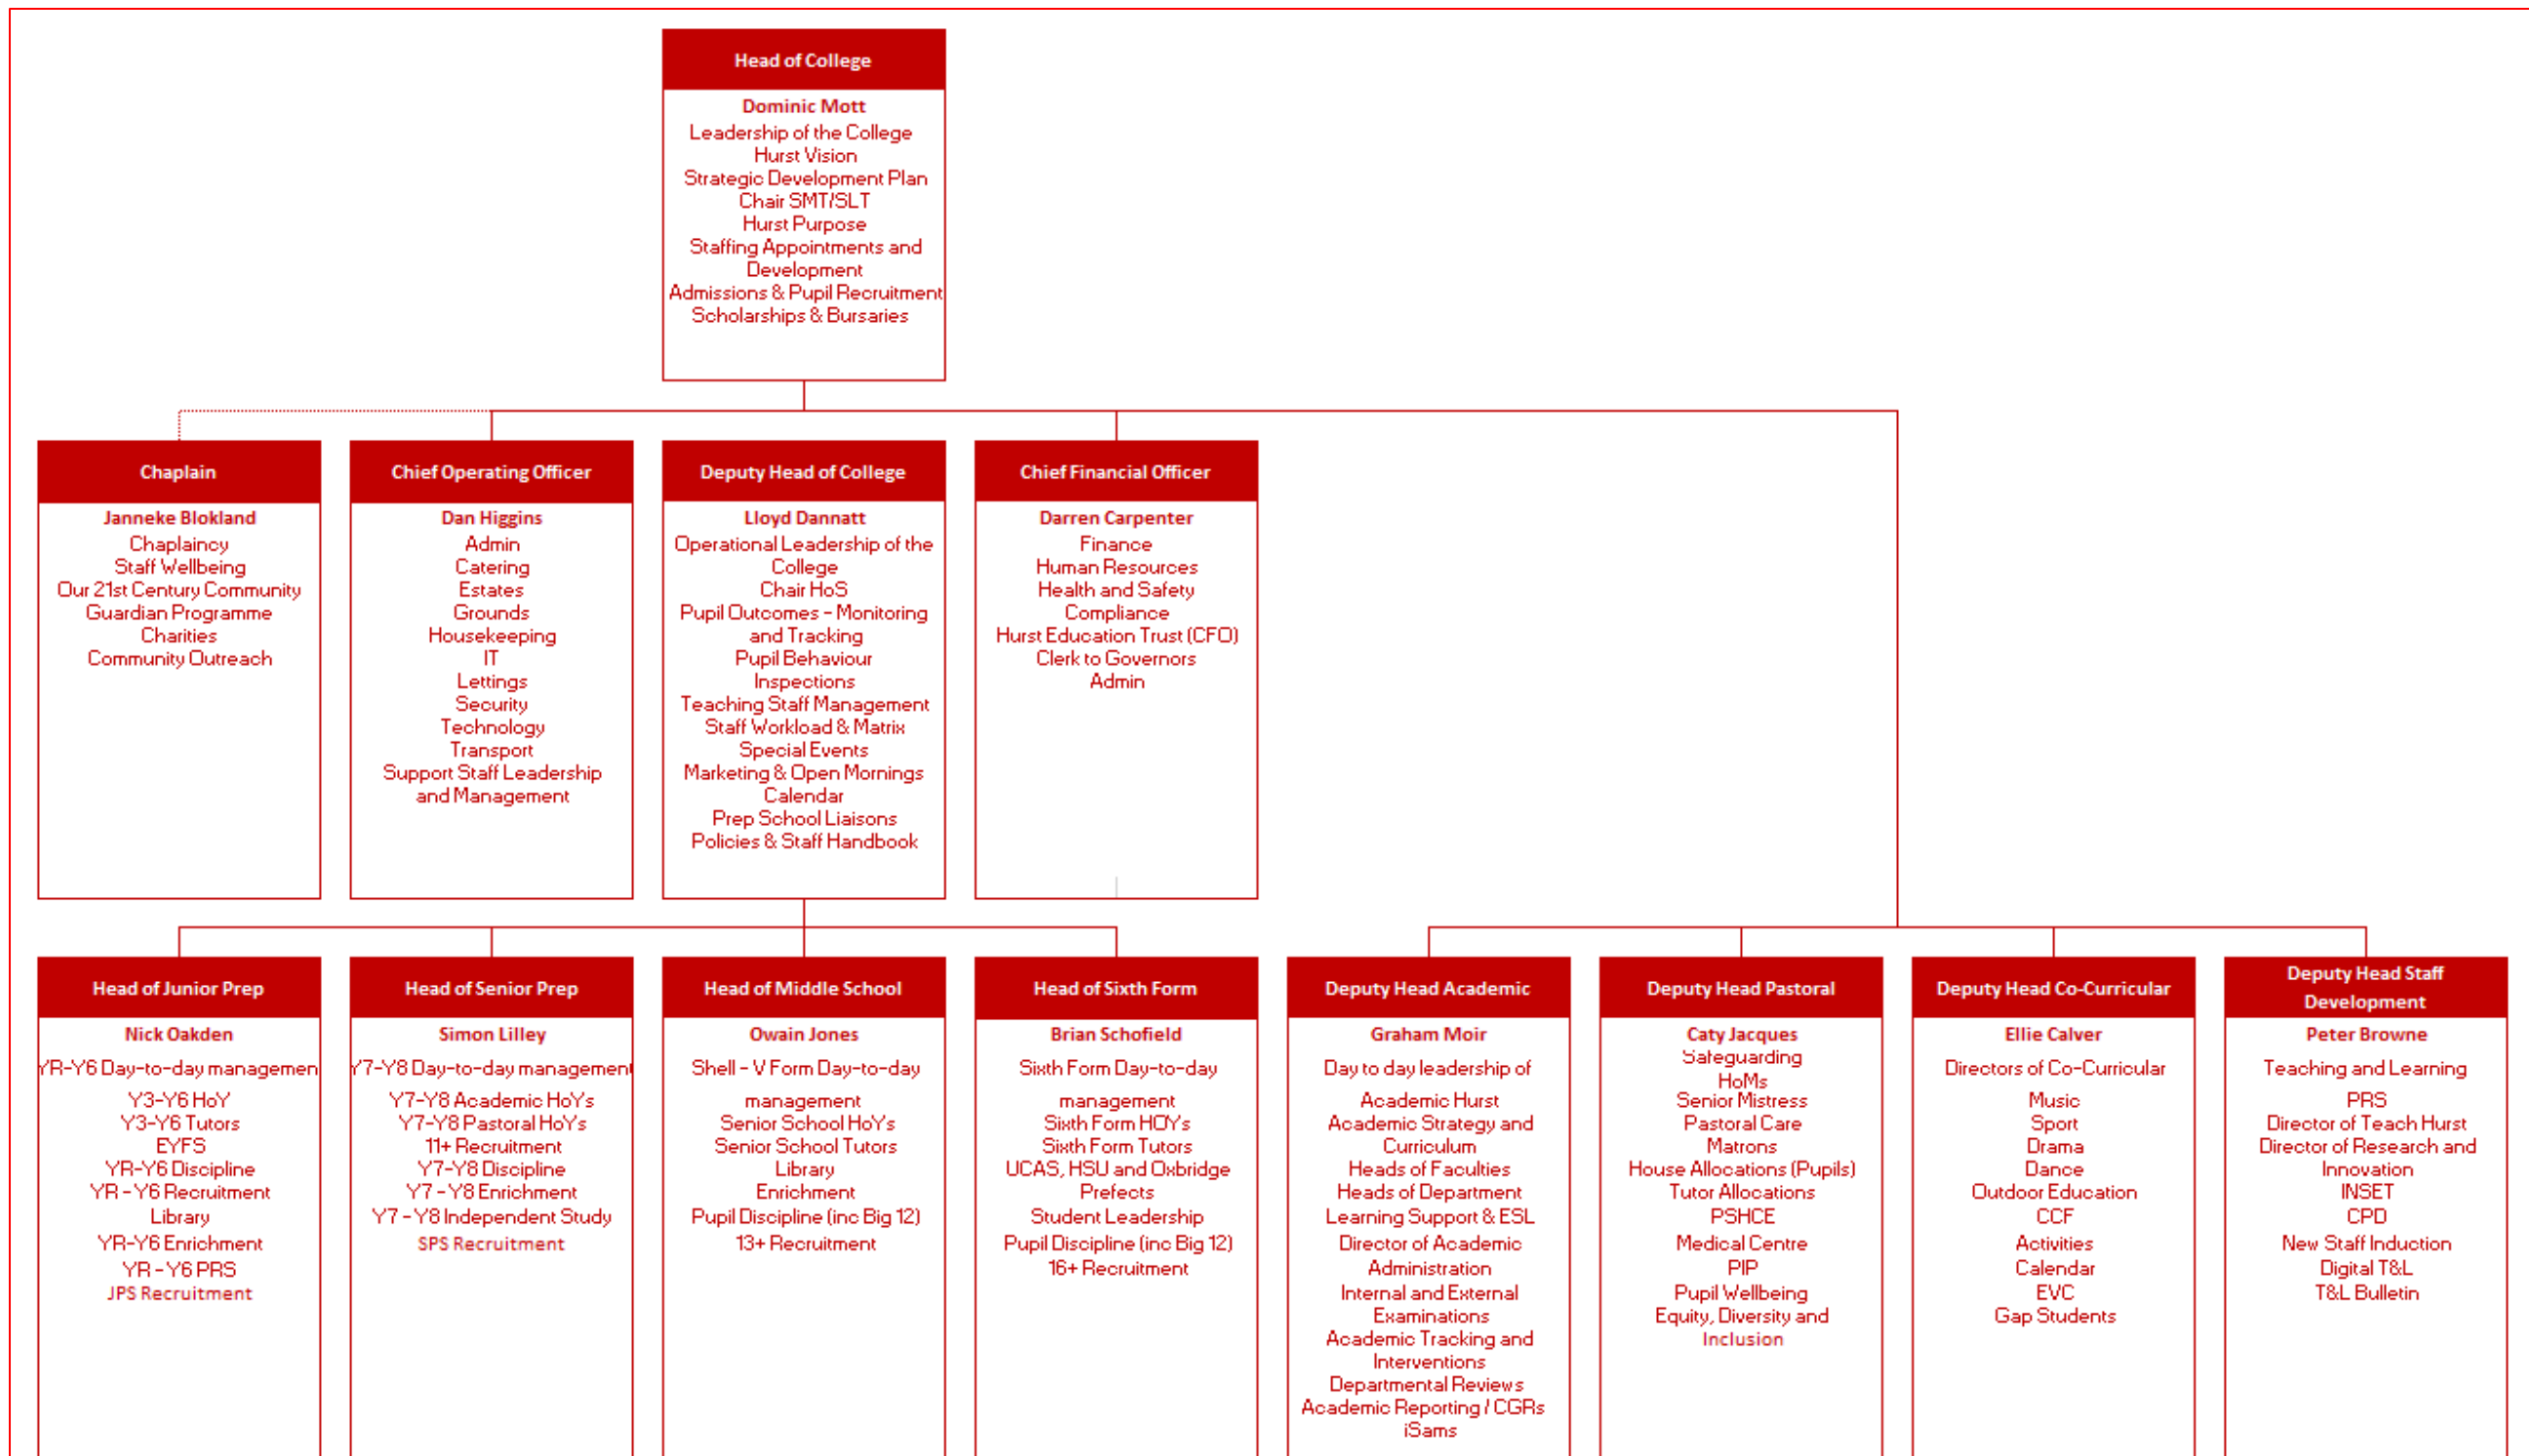 Head of College
Dominic Mott
Leadership of the College
Hurst Vision
Strategic Development Plan
Chair SMT/SLT
Hurst Purpose
Staffing Appointments and
Development
Admissions & Pupil Recruitment
Scholarships & Bursaries
Chaplain
Janneke Blokland
Chaplaincy
Staff Wellbeing
Our 21st Century Community
Guardian Programme
Charities
Community Outreach
Chief Operating Officer
Dan Higgins
Admin
Catering
Estates
Grounds
Housekeeping
IT
Lettings
Security
Technology
Transport
Support Staff Leadership
and Management
Deputy Head of College
Lloyd Dannatt
Operational Leadership of the
College
Chair HoS
Pupil Outcomes - Monitoring
and Tracking
Pupil Behaviour
Inspections
Teaching Staff Management
Staff Workload & Matrix
Special Events
Marketing & Open Mornings
Calendar
Prep School Liaisons
Policies & Staff Handbook
Chief Financial Officer
Darren Carpenter
Finance
Human Resources
Health and Safety
Compliance
Hurst Education Trust (CFO)
Clerk to Governors
Admin
Head of Junior Prep
Nick Oakden
YR-Y6 Day-to-day managemen
Y3-Y6 HoY
Y3-Y6 Tutors
EYFS
YR-Y6 Discipline
YR - Y6 Recruitment
Library
YR-Y6 Enrichment
YR - Y6 PRS
JPS Recruitment
Head of Senior Prep
Simon Lilley
Y7-Y8 Day-to-day management
Y7-Y8 Academic HoYs
Y7-Y8 Pastoral HoYs
11+ Recruitment
Y7-Y8 Discipline
Y7 - Y8 Enrichment
Y7 - Y8 Independent Study
SPS Recruitment
Head of Middle School
Owain Jones
Shell - V Form Day-to-day
management
Senior School HoYs
Senior School Tutors
Library
Enrichment
Pupil Discipline (inc Big 12)
13+ Recruitment
Head of Sixth Form
Brian Schofield
Sixth Form Day-to-day
management
Sixth Form HOYs
Sixth Form Tutors
UCAS, HSU and Oxbridge
Prefects
Student Leadership
Pupil Discipline (inc Big 12)
16+ Recruitment
Deputy Head Academic
Graham Moir
Day to day leadership of
Academic Hurst
Academic Strategy and
Curriculum
Heads of Faculties
Heads of Department
Learning Support & ESL
Director of Academic
Administration
Internal and External
Examinations
Academic Tracking and
Interventions
Departmental Reviews
Academic Reporting / CGRs
iSams
Deputy Head Pastoral
Caty Jacques
Safeguarding
HoMs
Senior Mistress
Pastoral Care
Matrons
House Allocations (Pupils)
Tutor Allocations
PSHCE
Medical Centre
PIP
Pupil Wellbeing
Equity, Diversity and
Inclusion
Deputy Head Co-Curricular
Ellie Calver
Directors of Co-Curricular
Music
Sport
Drama
Dance
Outdoor Education
CCF
Activities
Calendar
EVC
Gap Students
Deputy Head Staff
Development
Peter Browne
Teaching and Learning
PRS
Director of Teach Hurst
Director of Research and
Innovation
INSET
CPD
New Staff Induction
Digital T&L
T&L Bulletin